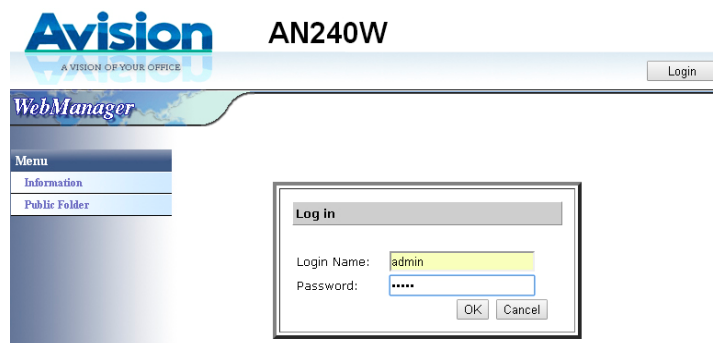 Avision
AN240W
A VISION OF YOUR OFFICE
Login
WebManager
Menu
Information
Public Folder
Log in
Login Name: admin
Password: •••••
OK Cancel